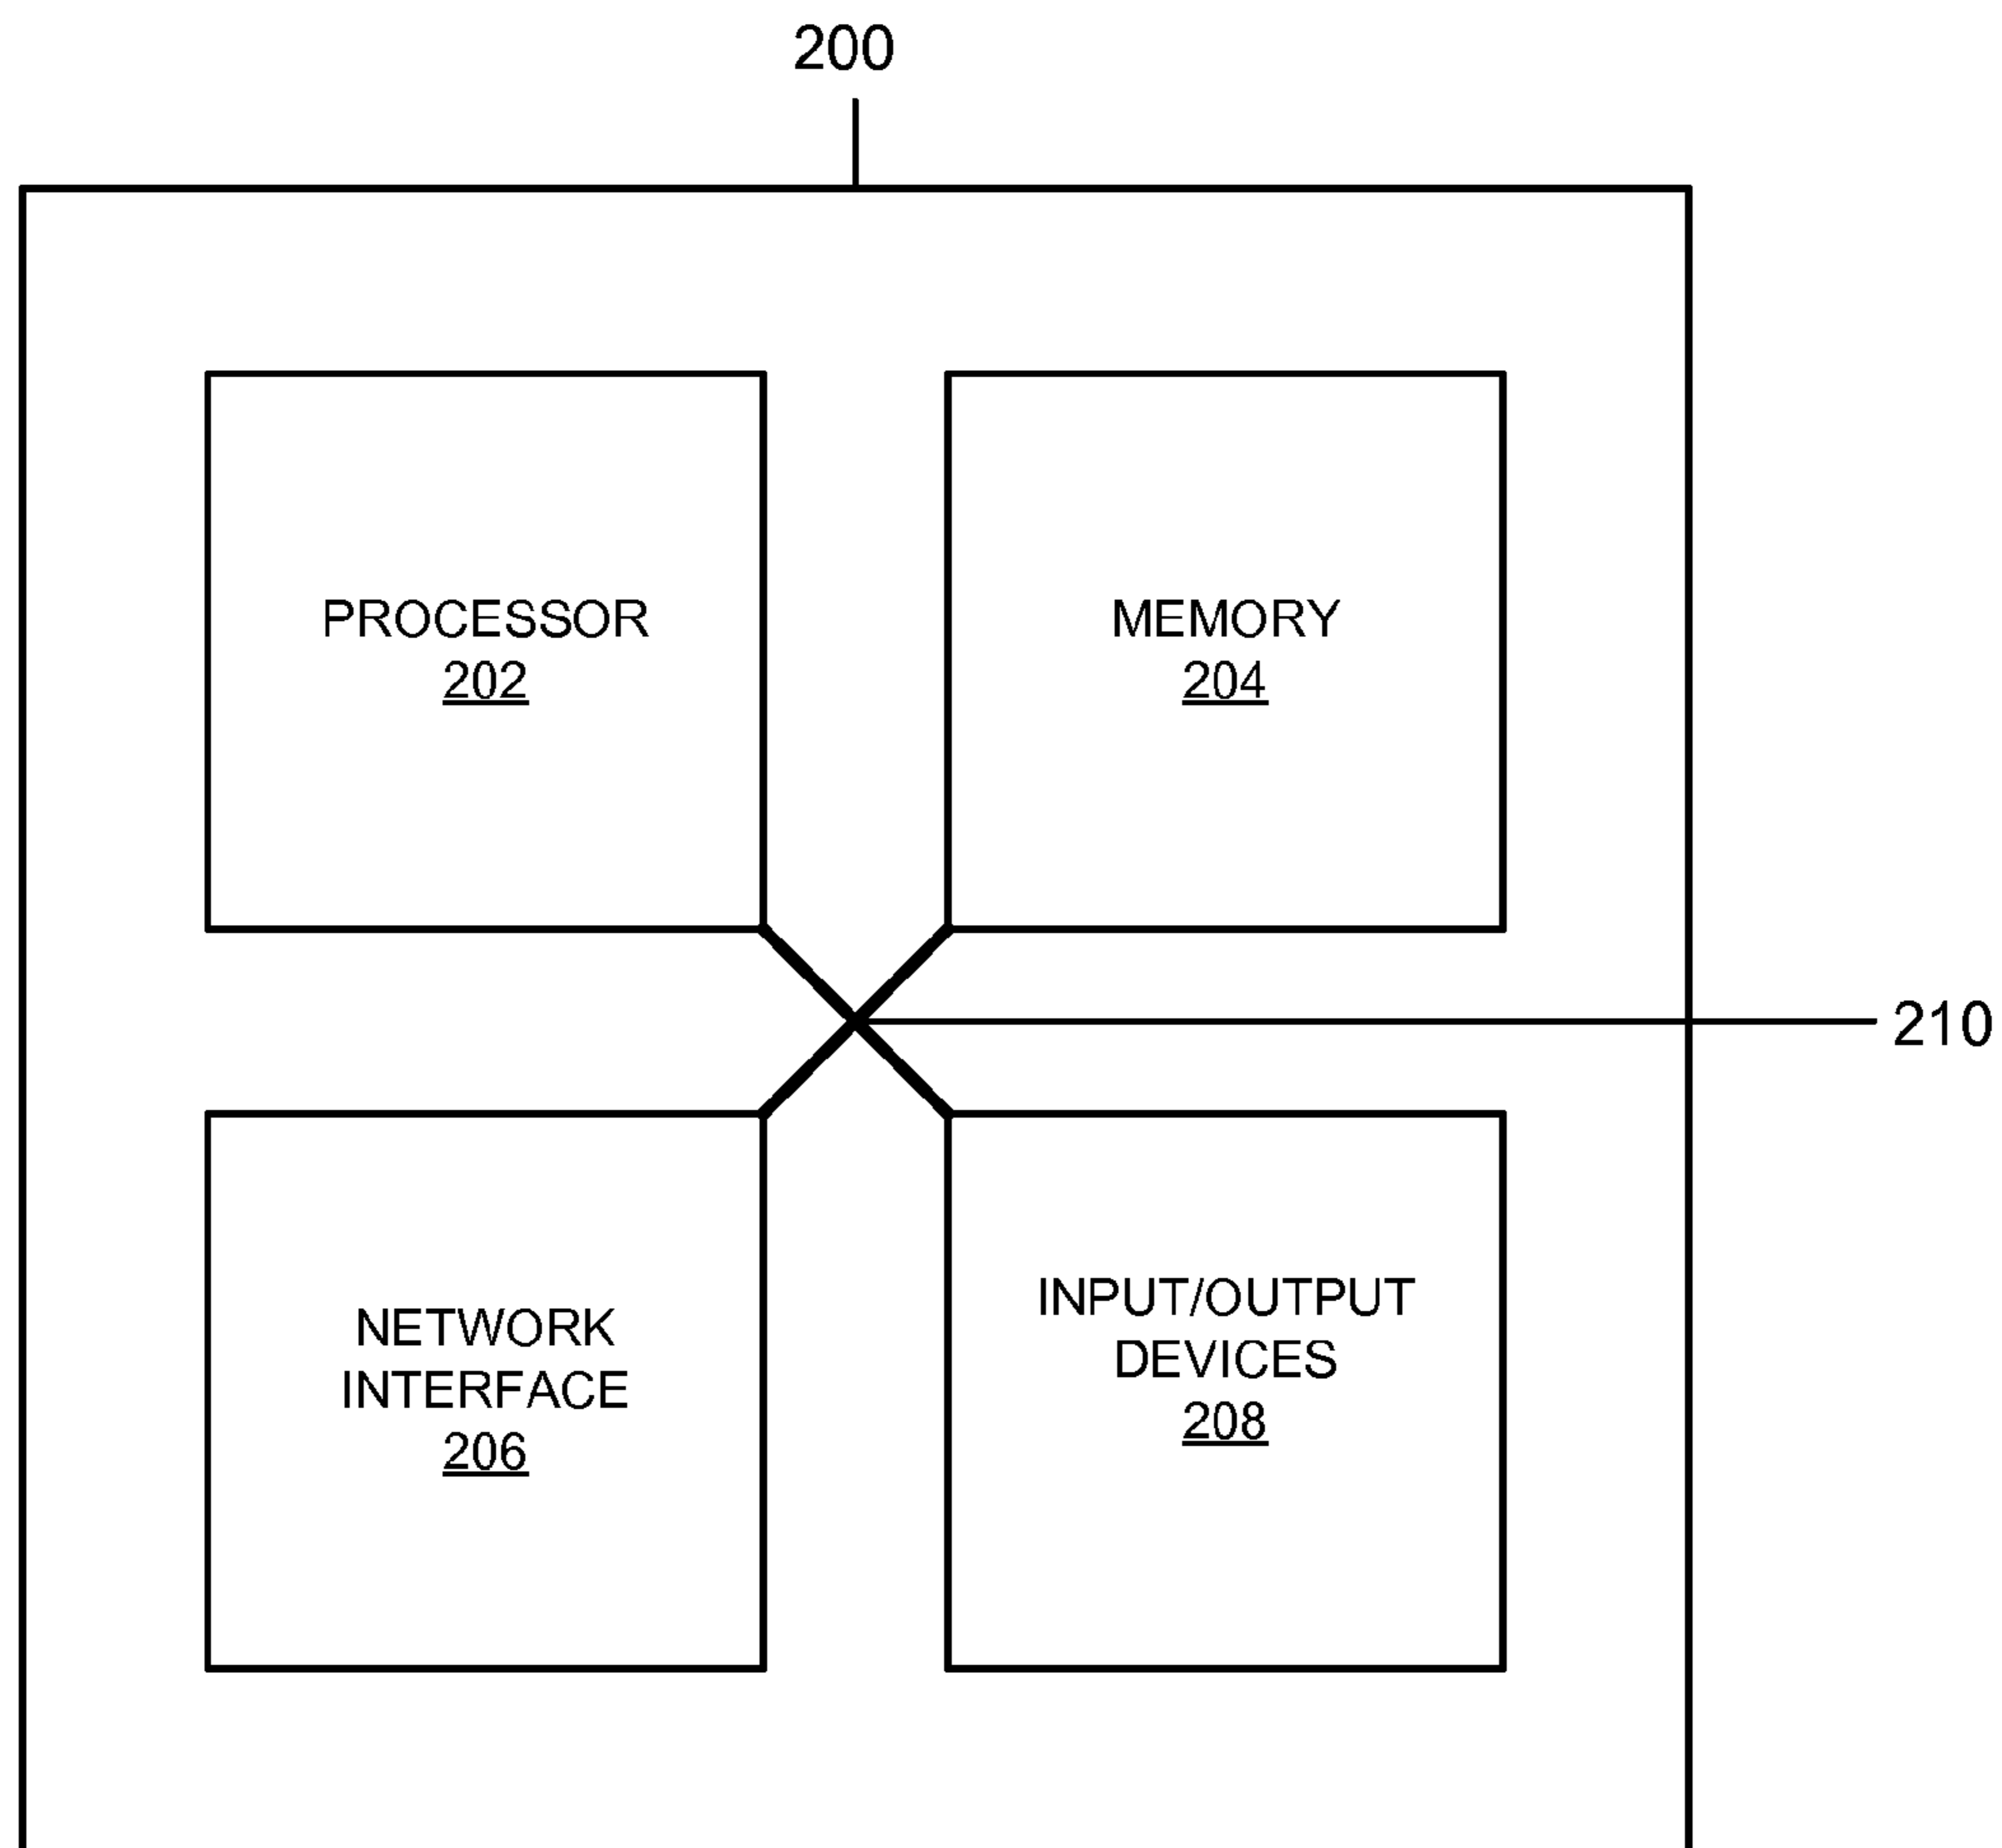 200
PROCESSOR
202
MEMORY
204
210
NETWORK
INTERFACE
206
INPUT/OUTPUT
DEVICES
208